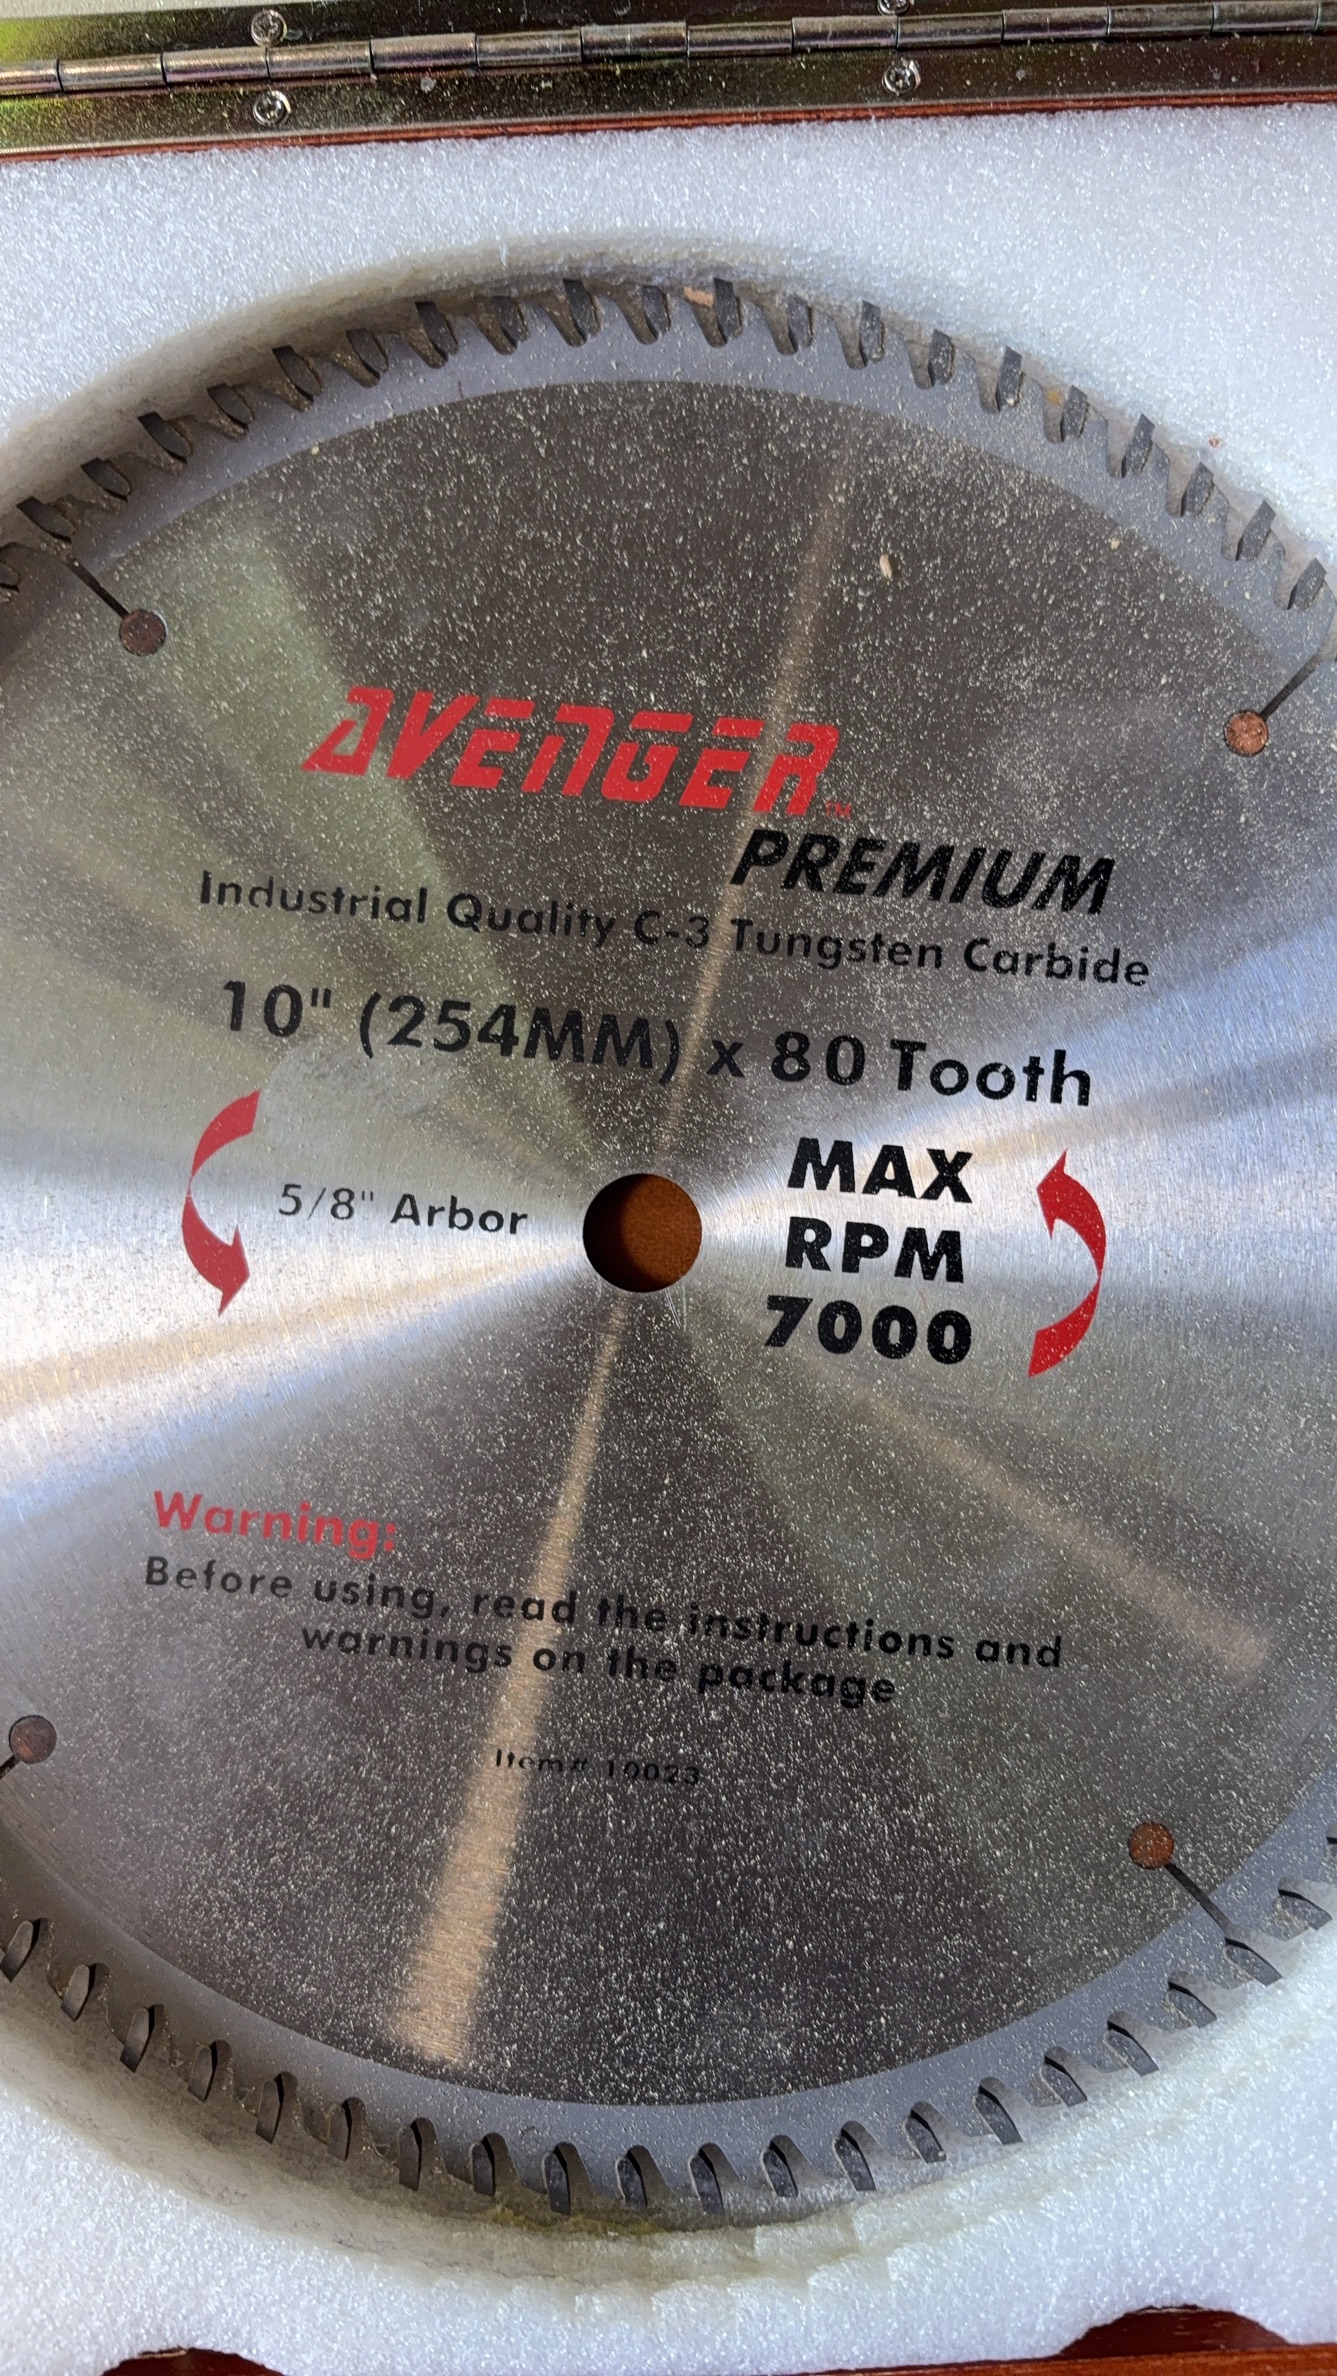 AVENGER™
PREMIUM
Industrial Quality C-3 Tungsten Carbide
10" (254MM) x 80 Tooth
5/8" Arbor
MAX
RPM
7000
Warning:
Before using, read the instructions and
warnings on the package
Item# 10023